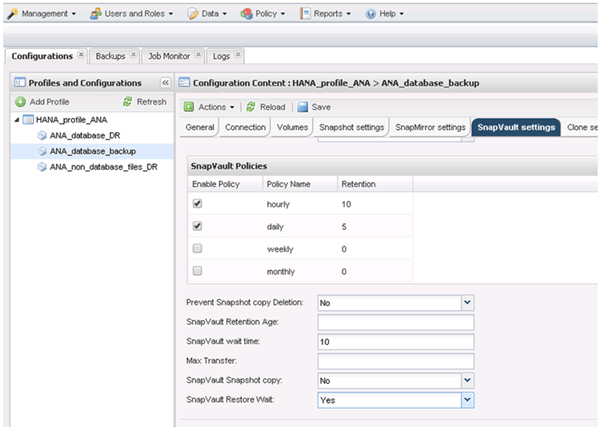 Management Users and Roles Data Policy Reports Help
Configurations Backups Job Monitor Logs
Profiles and Configurations
Add Profile Refresh
HANA_profile_ANA
ANA_database_DR
ANA_database_backup
ANA_non_database_files_DR
Configuration Content : HANA_profile_ANA > ANA_database_backup
Actions Reload Save
General Connection Volumes Snapshot settings SnapMirror settings SnapVault settings Clone se
SnapVault Policies
Enable Policy Policy Name Retention
hourly 10
daily 5
weekly 0
monthly 0
Prevent Snapshot copy Deletion: No
SnapVault Retention Age:
SnapVault wait time: 10
Max Transfer:
SnapVault Snapshot copy: No
SnapVault Restore Wait: Yes